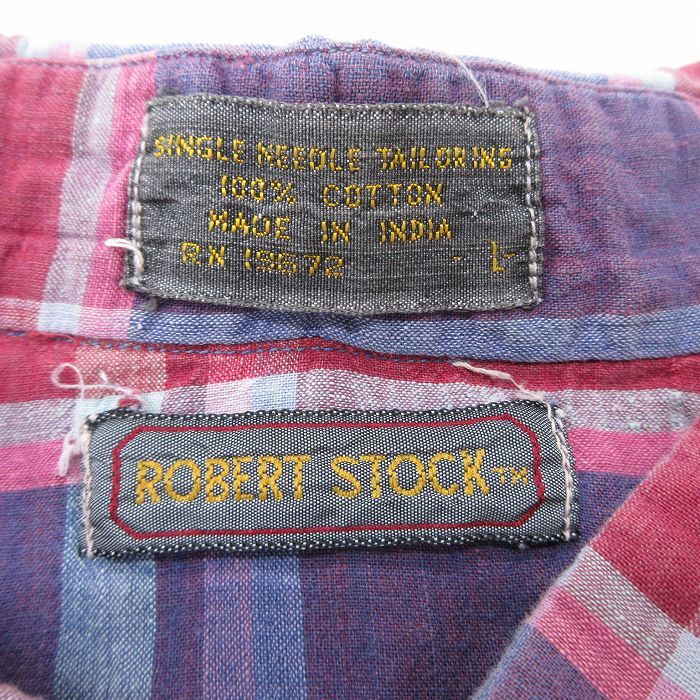 SINGLE NEEDLE TAILORING
100% COTTON
MADE IN INDIA
RN 19672 - L-
ROBERT STOCK™